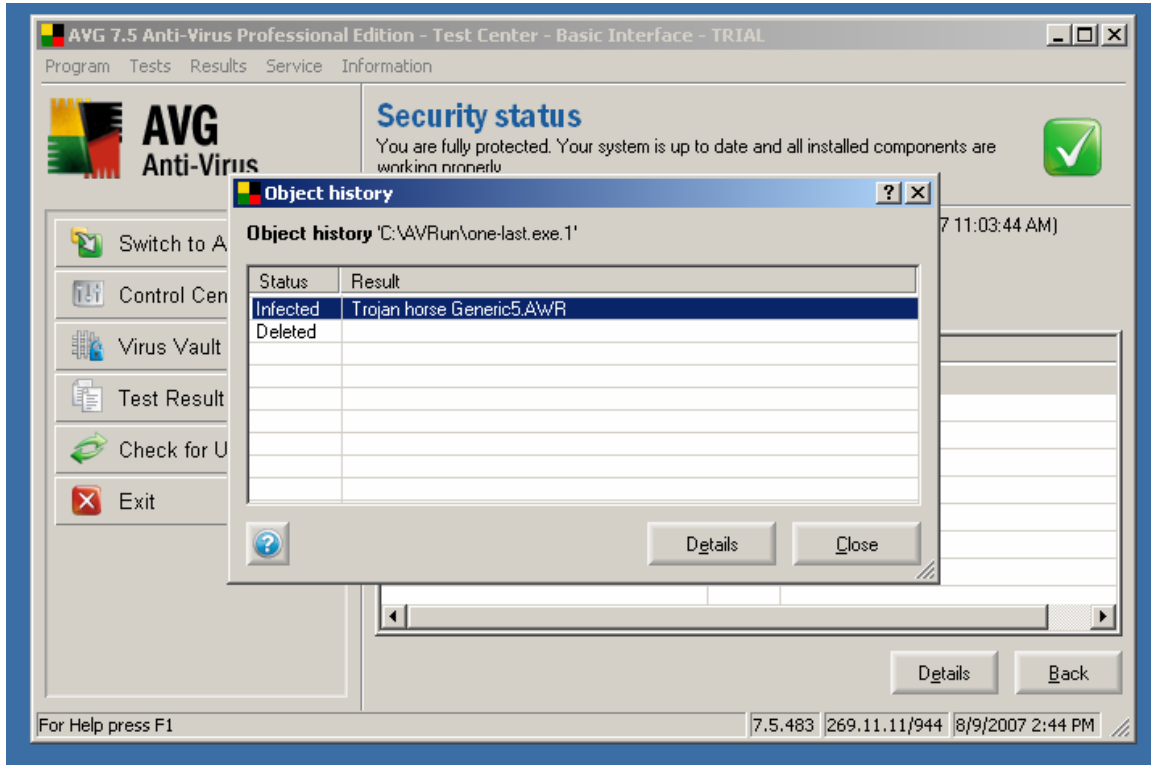 AVG 7.5 Anti-Virus Professional Edition - Test Center - Basic Interface - TRIAL
Program Tests Results Service Information
AVG
Anti-Virus
Security status
You are fully protected. Your system is up to date and all installed components are
working properly
Object history
Object history 'C:\AVRun\one-last.exe.1'
7 11:03:44 AM)
Status Result
Infected Trojan horse Generic5.AWR
Deleted
Switch to A
Control Cen
Virus Vault
Test Result
Check for U
Exit
Details Close
Details Back
For Help press F1 7.5.483 269.11.11/944 8/9/2007 2:44 PM